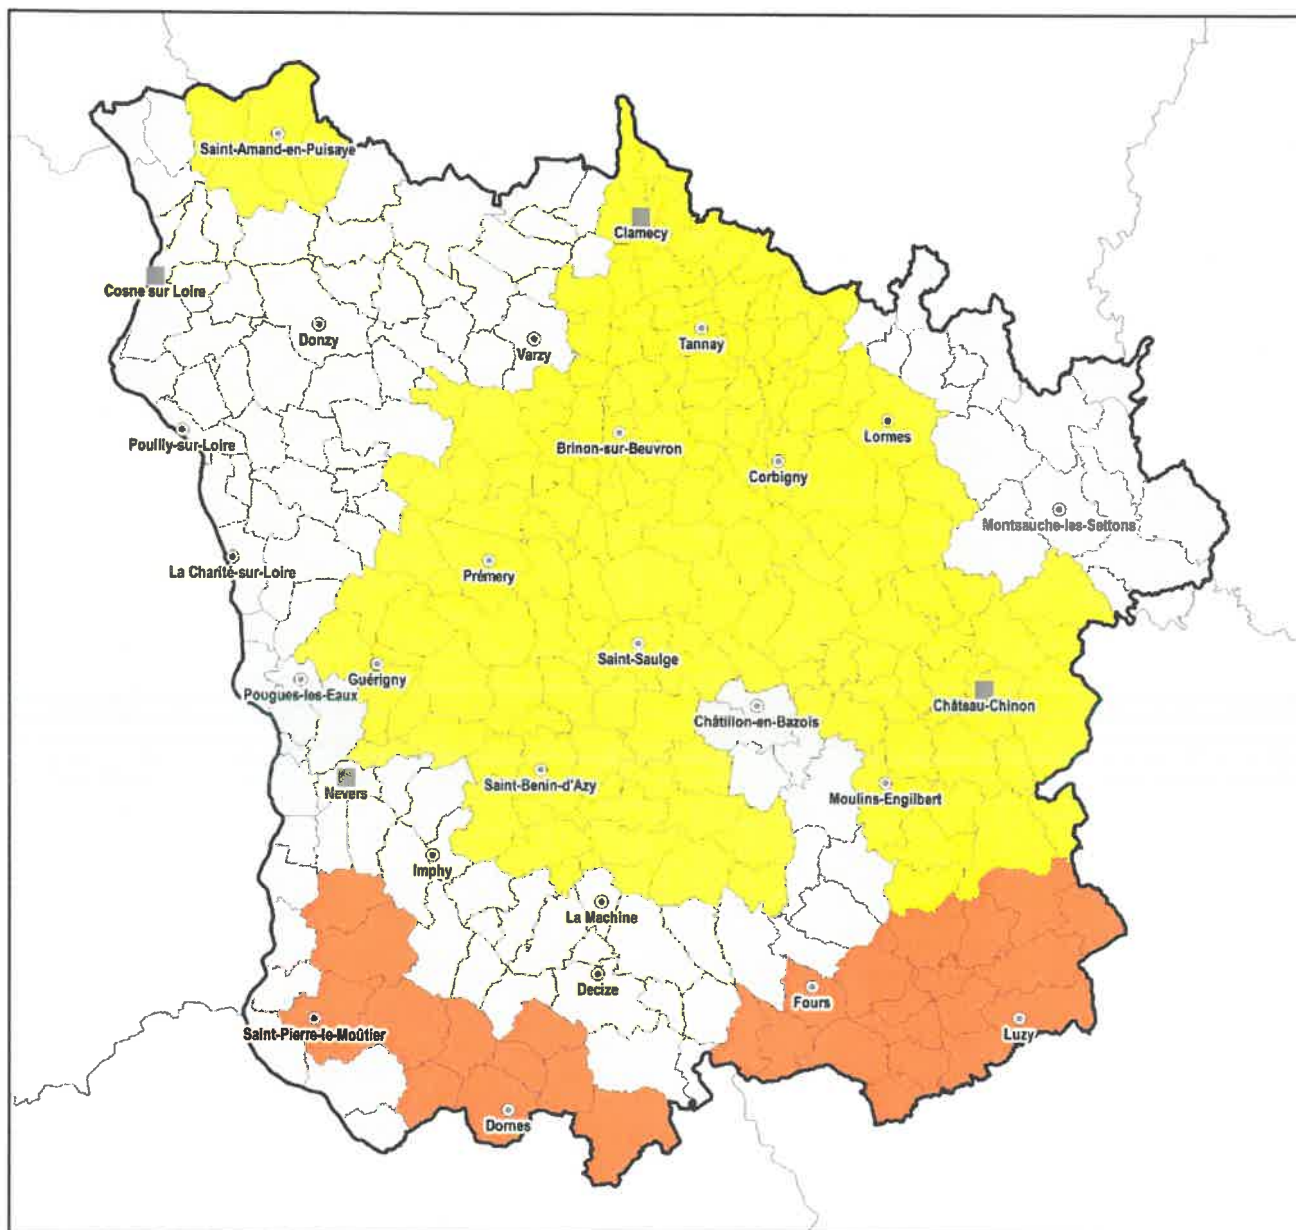 Saint-Amand-en-Puisaye
Clamecy
Cosne sur Loire
Donzy
Varzy
Tannay
Pouilly-sur-Loire
Brinon-sur-Beuvron
Lormes
Corbigny
Montsauche-les-Settons
La Charité-sur-Loire
Prémery
Saint-Saulge
Guérigny
Pougues-les-Eaux
Château-Chinon
Châtillon-en-Bazois
Saint-Benin-d'Azy
Moulins-Engilbert
Nevers
Imphy
La Machine
Decize
Fours
Saint-Pierre-le-Moûtier
Luzy
Dornes